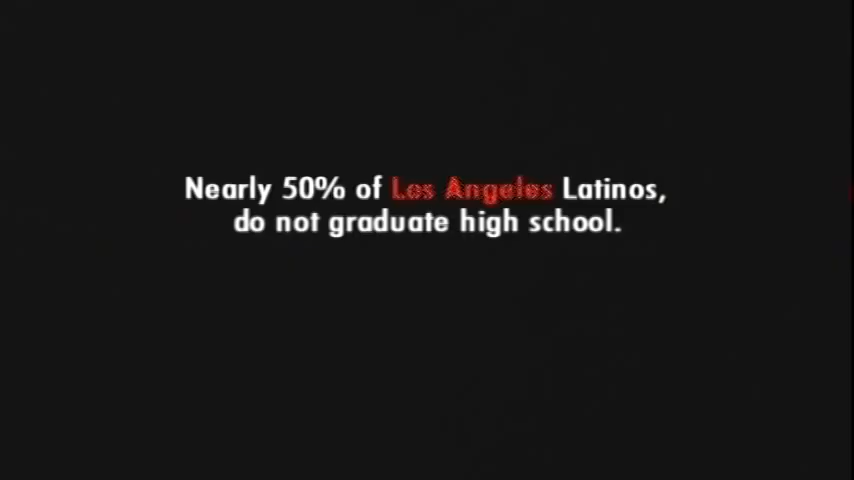 Nearly 50% of Los Angeles Latinos,
do not graduate high school.